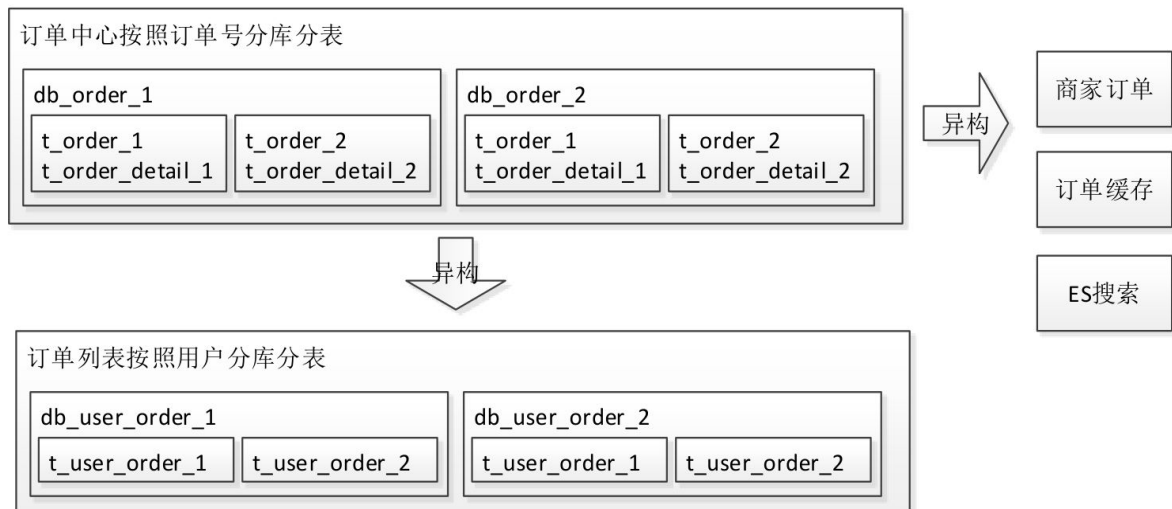 订单中心按照订单号分库分表
db_order_1
t_order_1
t_order_detail_1
t_order_2
t_order_detail_2
db_order_2
t_order_1
t_order_detail_1
t_order_2
t_order_detail_2
异构
商家订单
订单缓存
ES搜索
异构
订单列表按照用户分库分表
db_user_order_1
t_user_order_1
t_user_order_2
db_user_order_2
t_user_order_1
t_user_order_2